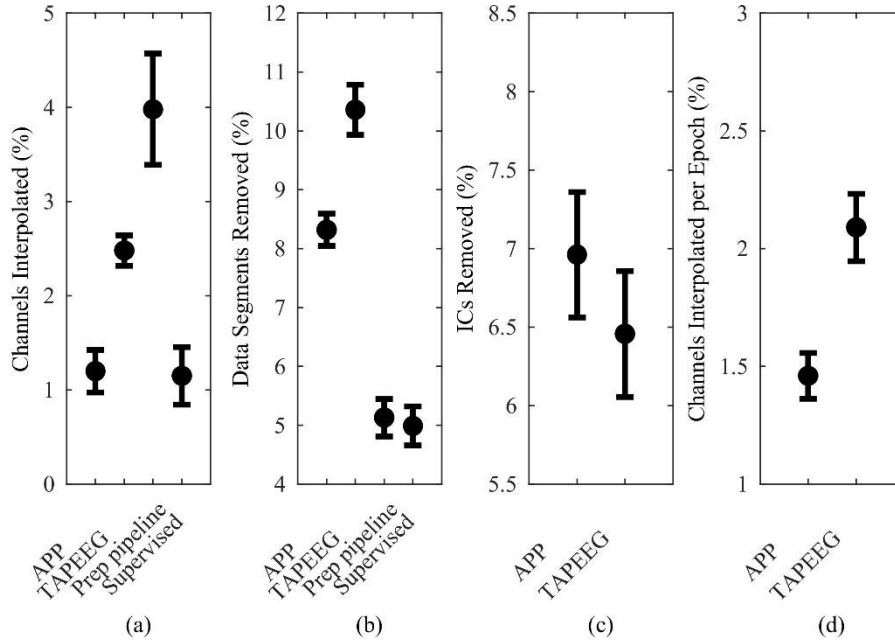 Channels Interpolated (%)
5
4
3
2
1
0
APP
TAPEEG
Prep pipeline
Supervised
(a)
Data Segments Removed (%)
12
11
10
9
8
7
6
5
4
APP
TAPEEG
Prep pipeline
Supervised
(b)
ICs Removed (%)
8.5
8
7.5
7
6.5
6
5.5
APP
TAPEEG
(c)
Channels Interpolated per Epoch (%)
3
2.5
2
1.5
1
APP
TAPEEG
(d)